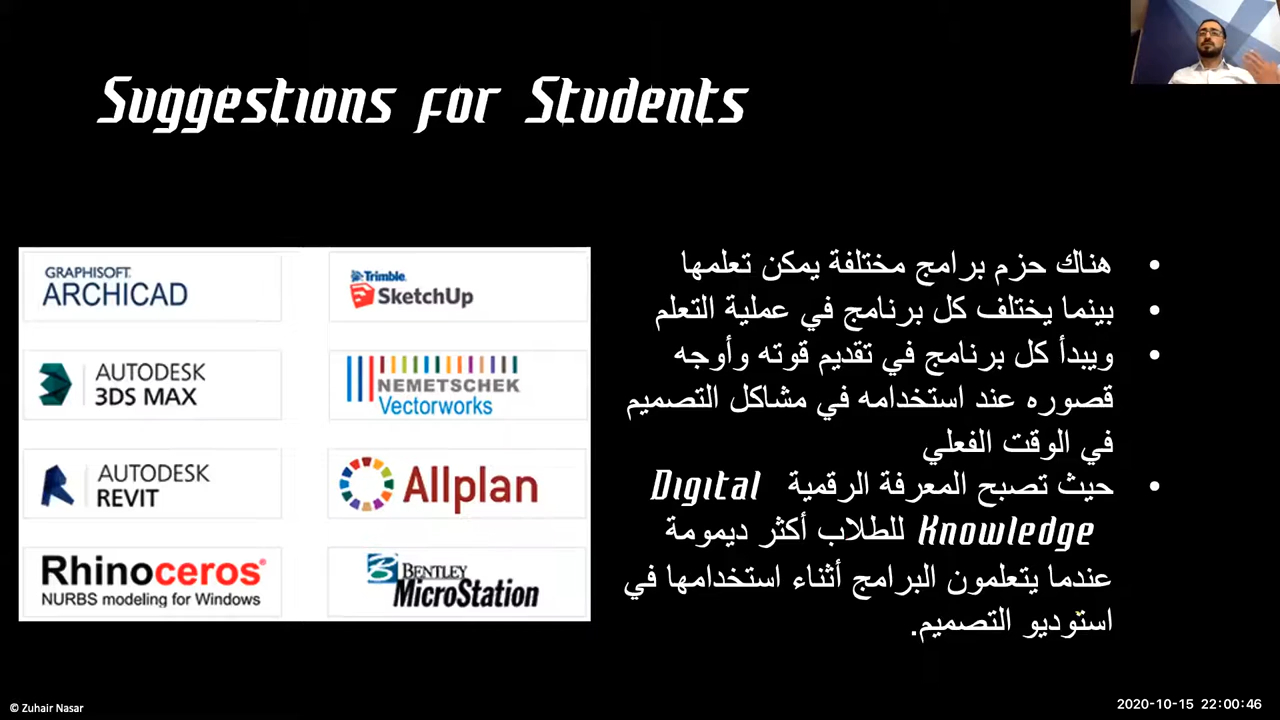 Suggestions for Students
GRAPHISOFT.
ARCHICAD
Trimble.
SketchUp
AUTODESK
3DS MAX
NEMETSCHEK
Vectorworks
AUTODESK
REVIT
Allplan
Rhinoceros®
NURBS modeling for Windows
BENTLEY
MicroStation
• هناك حزم برامج مختلفة يمكن تعلمها
• بينما يختلف كل برنامج في عملية التعلم
• ويبدأ كل برنامج في تقديم قوته وأوجه
قصوره عند استخدامه في مشاكل التصميم
في الوقت الفعلي
• حيث تصبح المعرفة الرقمية Digital
Knowledge للطلاب أكثر ديمومة
عندما يتعلمون البرامج أثناء استخدامها في
استوديو التصميم.
© Zuhair Nasar
2020-10-15 22:00:46